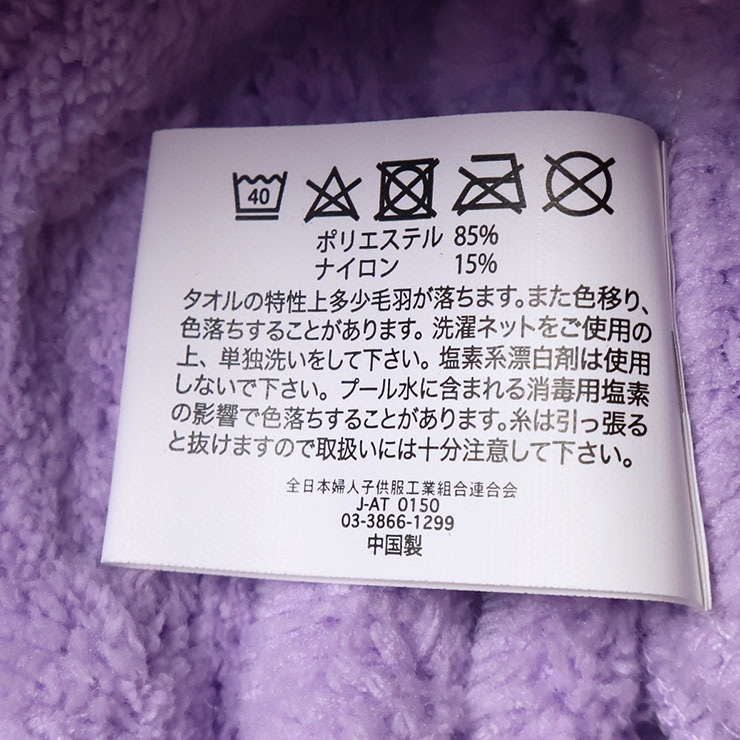 40
ポリエステル 85%
ナイロン 15%
タオルの特性上多少毛羽が落ちます。また色移り、
色落ちすることがあります。洗濯ネットをご使用の
上、単独洗いをして下さい。塩素系漂白剤は使用
しないで下さい。プール水に含まれる消毒用塩素
の影響で色落ちすることがあります。糸は引っ張る
と抜けますので取扱いには十分注意して下さい。
全日本婦人子供服工業組合連合会
J-AT 0150
03-3866-1299
中国製